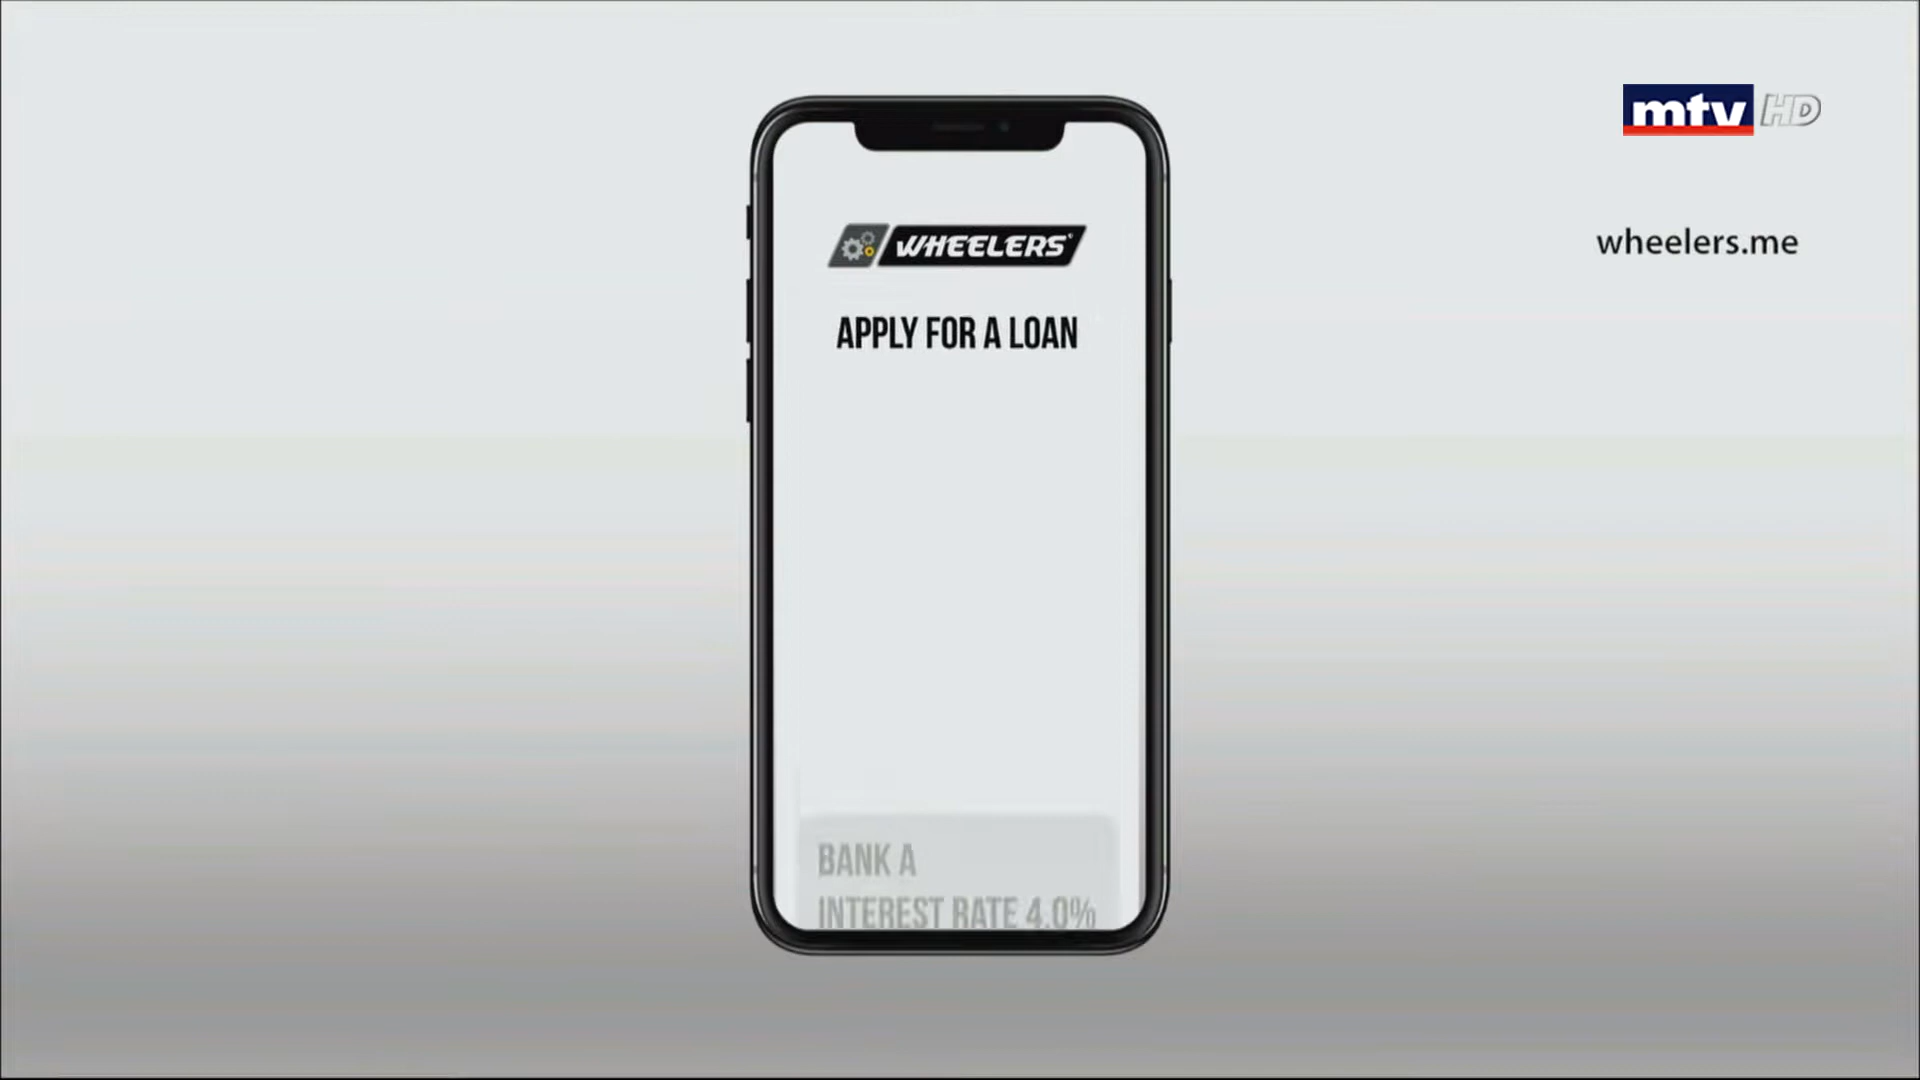 mtv HD
wheelers.me
WHEELERS
APPLY FOR A LOAN
BANK A
INTEREST RATE 4.0%